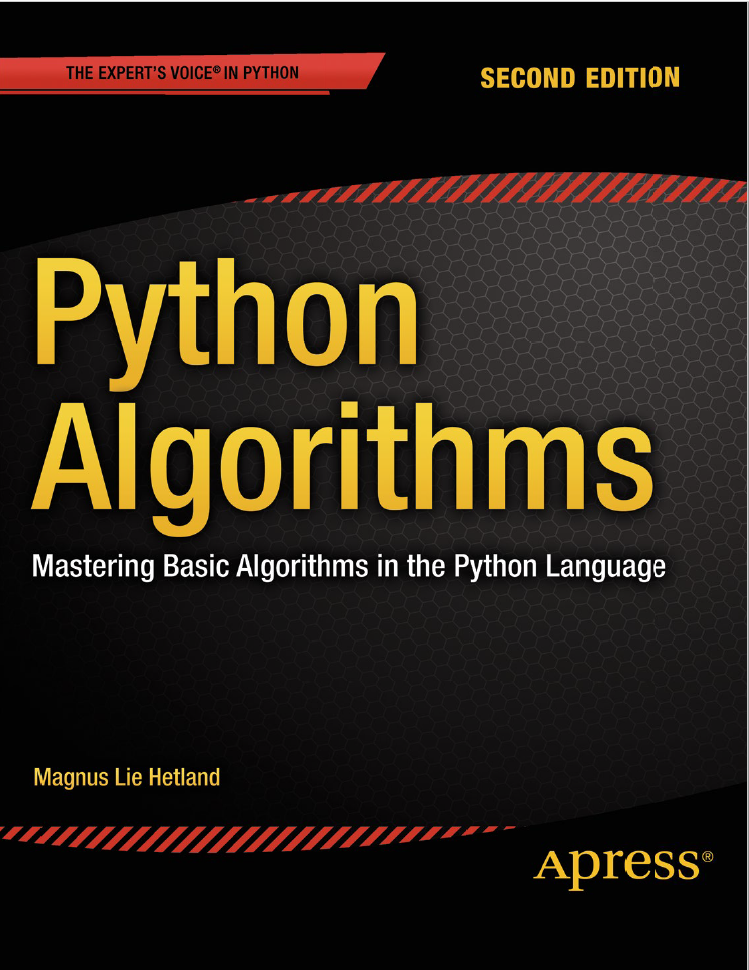 THE EXPERT'S VOICE® IN PYTHON
SECOND EDITION
Python
Algorithms
Mastering Basic Algorithms in the Python Language
Magnus Lie Hetland
Apress®